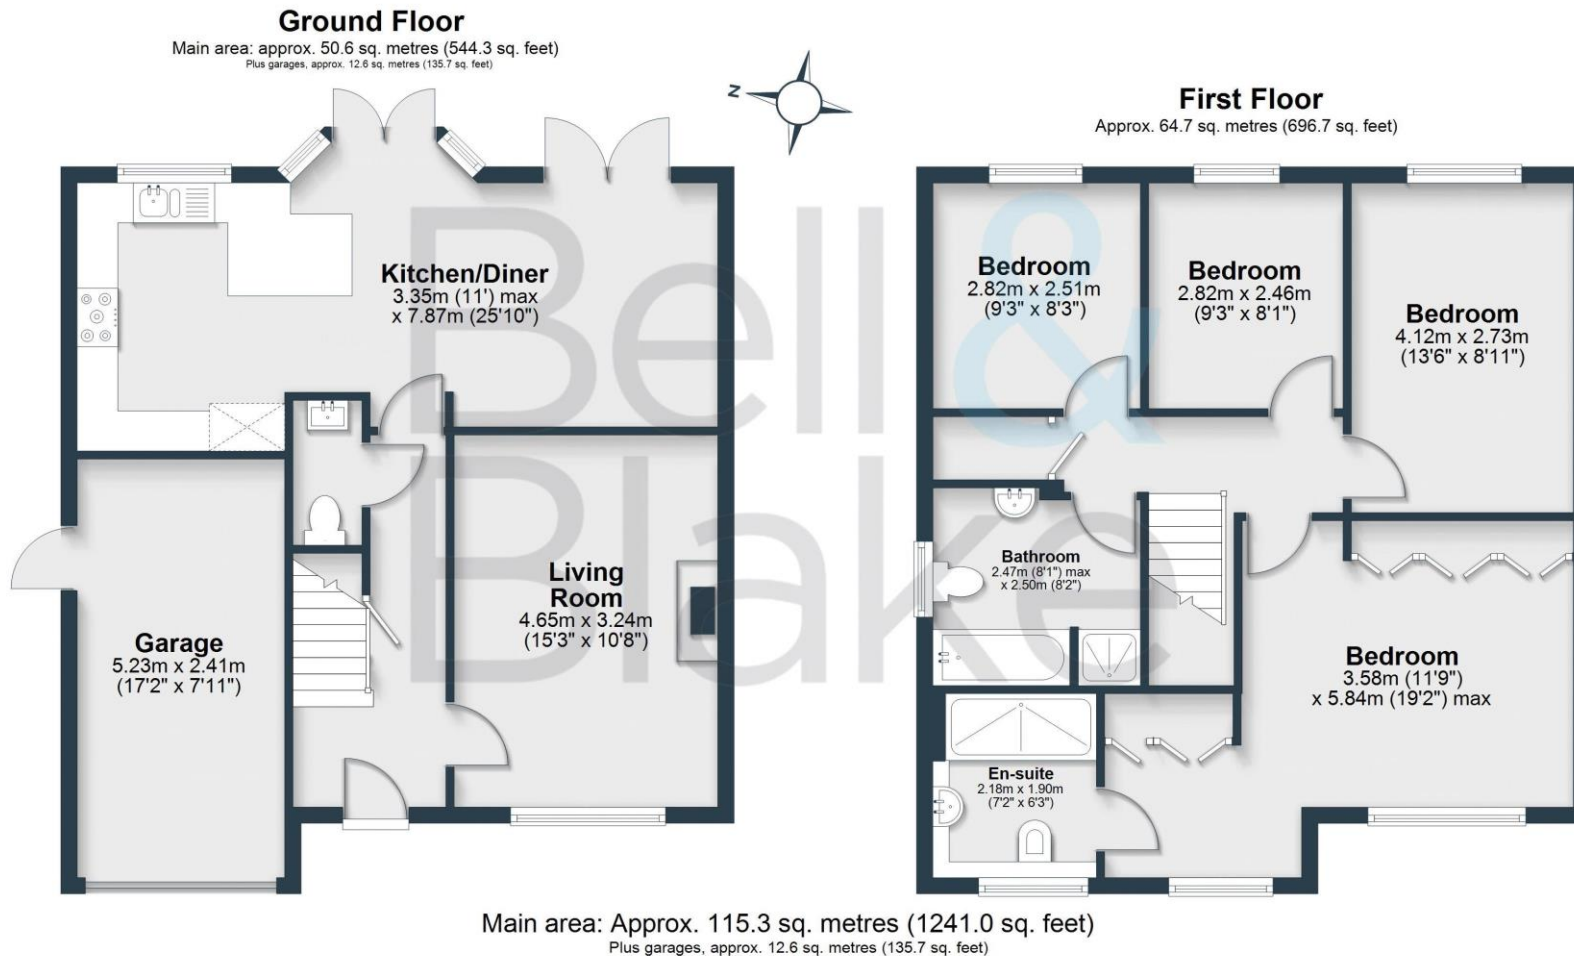 Ground Floor
Main area: approx. 50.6 sq. metres (544.3 sq. feet)
Plus garages, approx. 12.6 sq. metres (135.7 sq. feet)
N
First Floor
Approx. 64.7 sq. metres (696.7 sq. feet)
Kitchen/Diner
3.35m (11') max
x 7.87m (25'10")
Living
Room
4.65m x 3.24m
(15'3" x 10'8")
Garage
5.23m x 2.41m
(17'2" x 7'11")
Bedroom
2.82m x 2.51m
(9'3" x 8'3")
Bedroom
2.82m x 2.46m
(9'3" x 8'1")
Bedroom
4.12m x 2.73m
(13'6" x 8'11")
Bathroom
2.47m (8'1") max
x 2.50m (8'2")
Bedroom
3.58m (11'9")
x 5.84m (19'2") max
En-suite
2.18m x 1.90m
(7'2" x 6'3")
Bell &
Blake
Main area: Approx. 115.3 sq. metres (1241.0 sq. feet)
Plus garages, approx. 12.6 sq. metres (135.7 sq. feet)